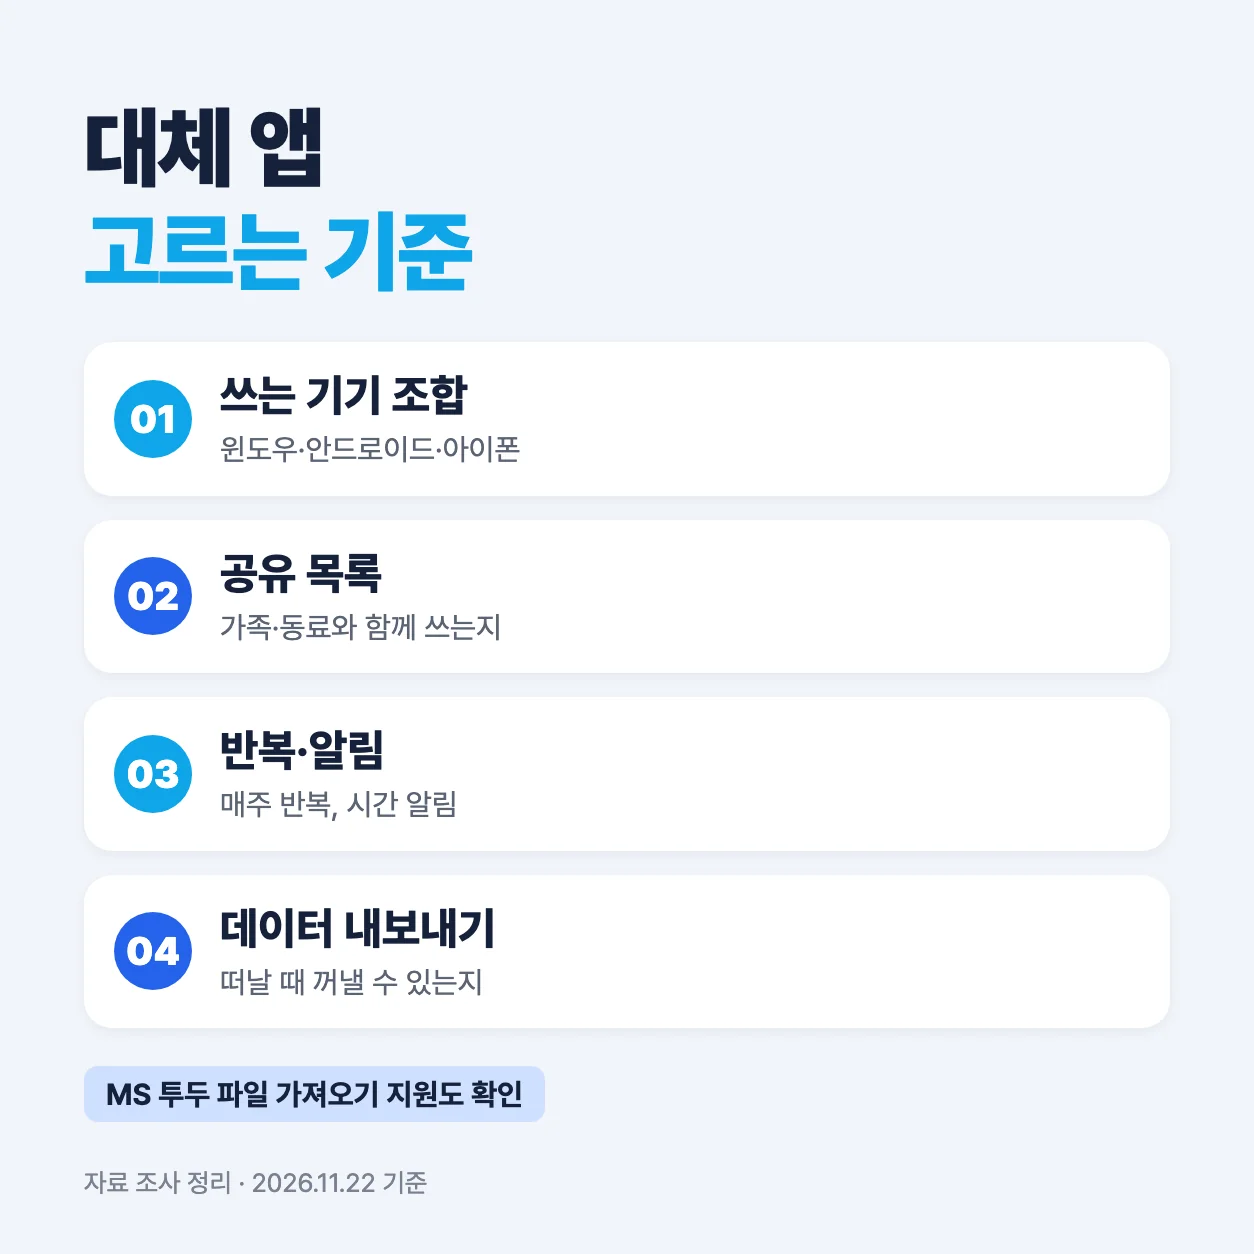 대체 앱
고르는 기준
01
쓰는 기기 조합
윈도우·안드로이드·아이폰
02
공유 목록
가족·동료와 함께 쓰는지
03
반복·알림
매주 반복, 시간 알림
04
데이터 내보내기
떠날 때 꺼낼 수 있는지
MS 투두 파일 가져오기 지원도 확인
자료 조사 정리 · 2026.11.22 기준